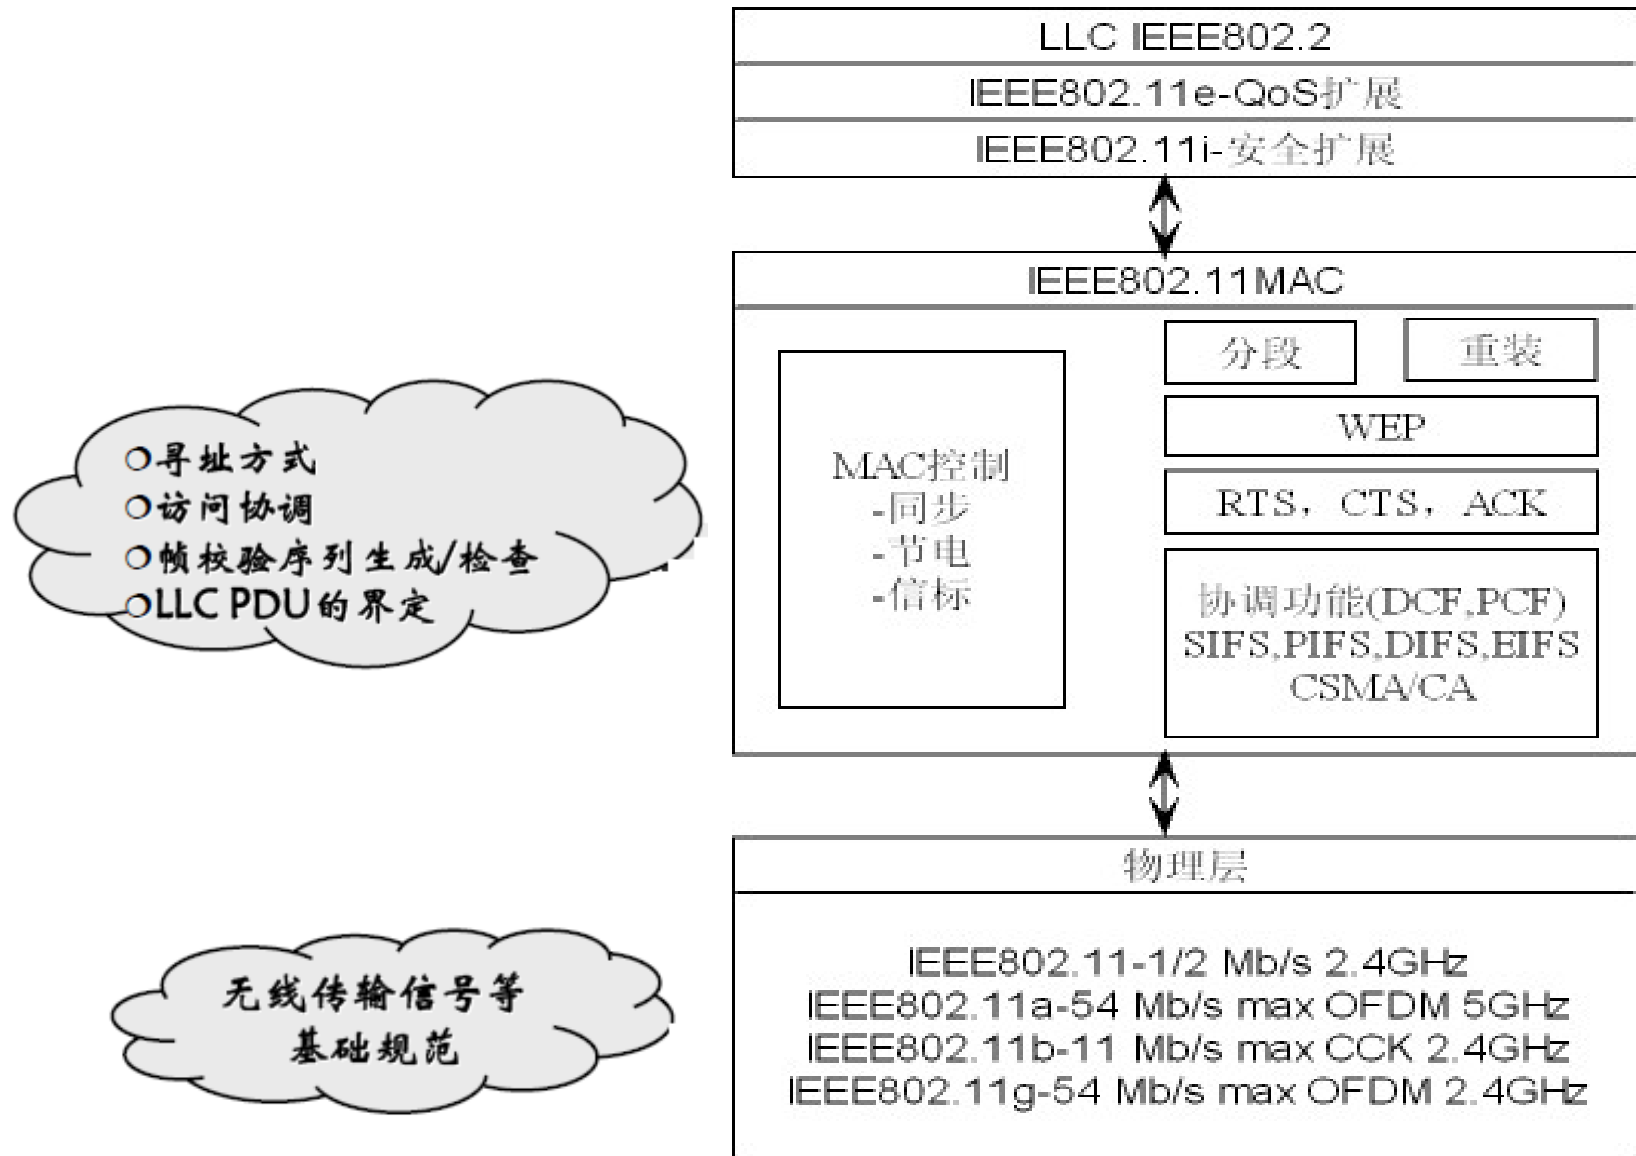 LLC IEEE802.2
IEEE802.11e-QoS扩展
IEEE802.11i-安全扩展
IEEE802.11MAC
分段
重装
WEP
RTS，CTS，ACK
协调功能(DCF,PCF)
SIFS,PIFS,DIFS,EIFS
CSMA/CA
MAC控制
-同步
-节电
-信标
❍寻址方式
❍访问协调
❍帧校验序列生成/检查
❍LLC PDU的界定
物理层
IEEE802.11-1/2 Mb/s 2.4GHz
IEEE802.11a-54 Mb/s max OFDM 5GHz
IEEE802.11b-11 Mb/s max CCK 2.4GHz
IEEE802.11g-54 Mb/s max OFDM 2.4GHz
无线传输信号等
基础规范